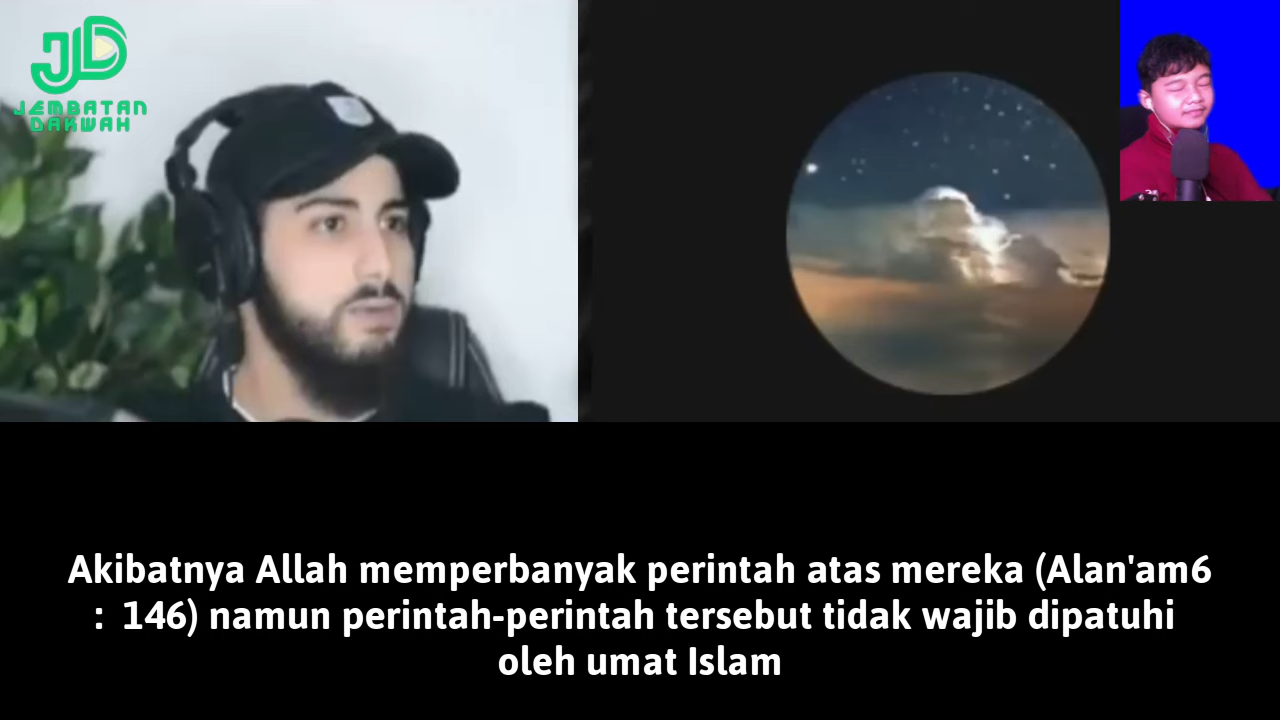 JEMBATAN
DAKWAH
Akibatnya Allah memperbanyak perintah atas mereka (Alan'am6
: 146) namun perintah-perintah tersebut tidak wajib dipatuhi
oleh umat Islam